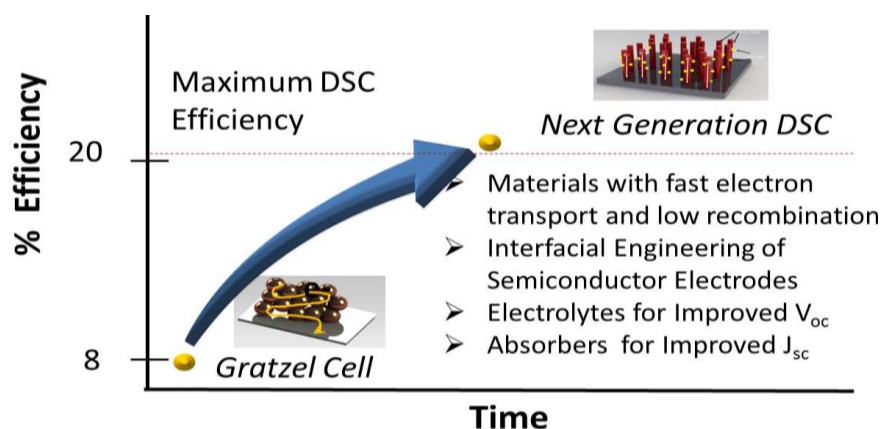 % Efficiency
Maximum DSC
Efficiency
20
8
Gratzel Cell
Next Generation DSC
➢ Materials with fast electron
transport and low recombination
➢ Interfacial Engineering of
Semiconductor Electrodes
➢ Electrolytes for Improved Voc
➢ Absorbers for Improved Jsc
Time